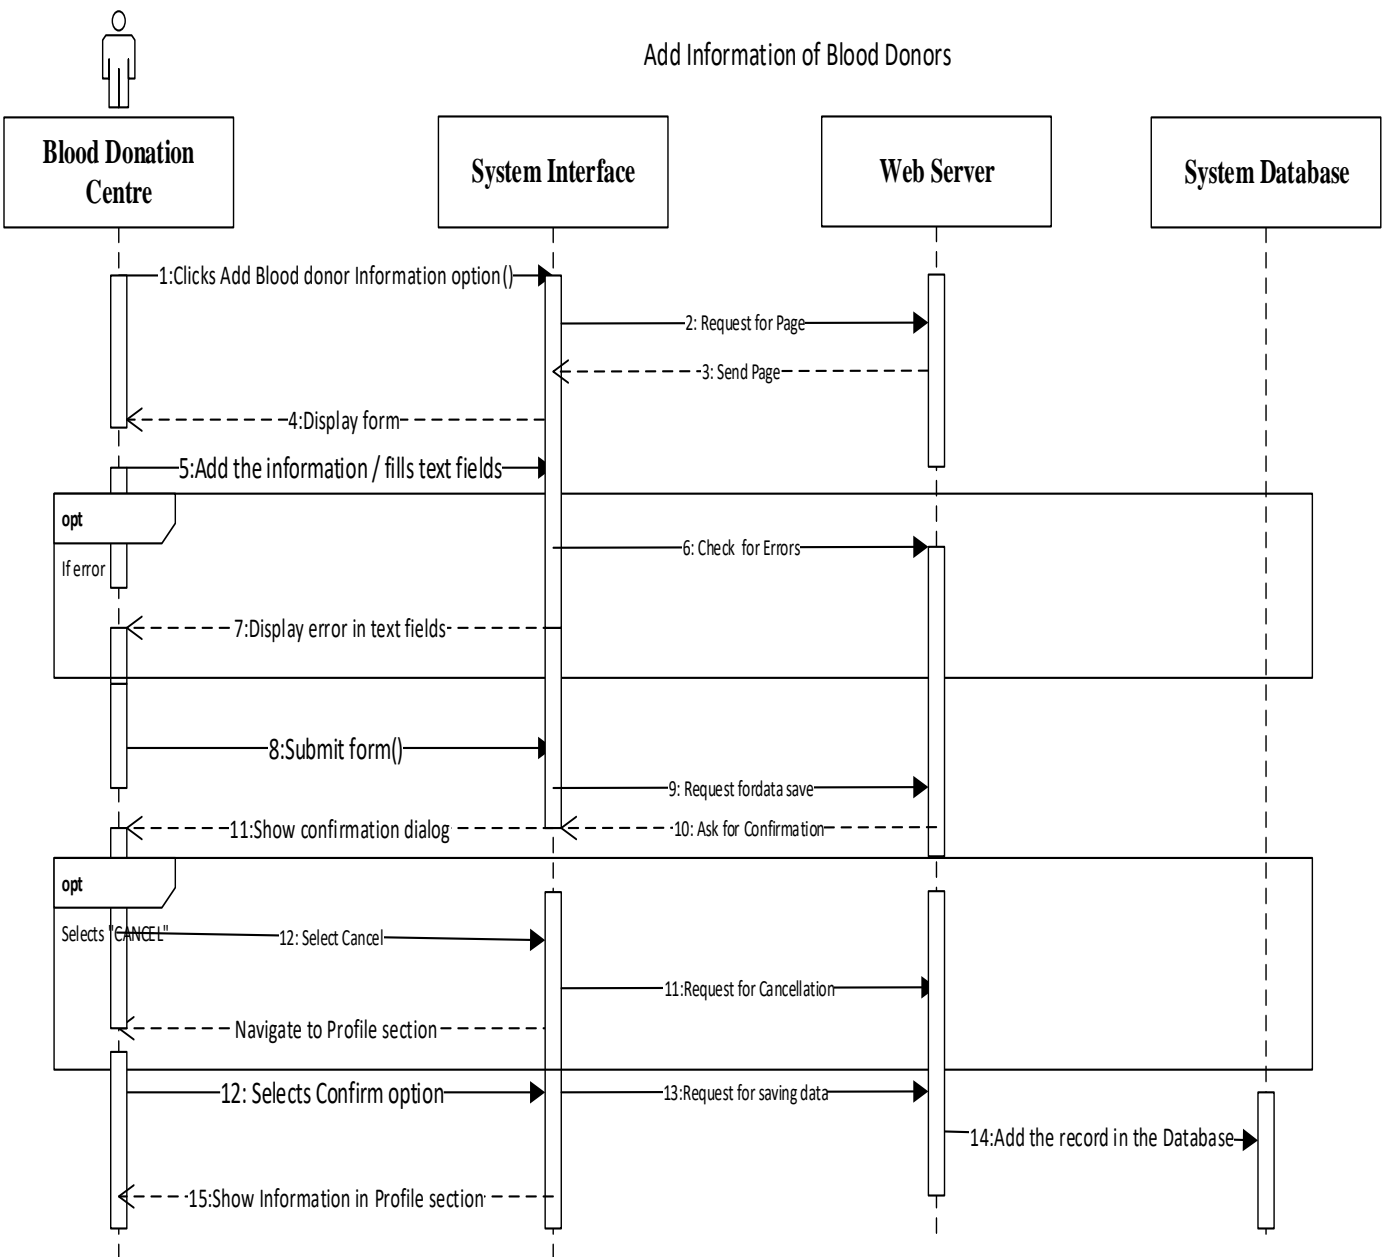 Add Information of Blood Donors
Blood Donation
Centre
System Interface
Web Server
System Database
1:Clicks Add Blood donor Information option()
2: Request for Page
3: Send Page
4:Display form
5:Add the information / fills text fields
opt
If error
6: Check for Errors
7:Display error in text fields
8:Submit form()
9: Request fordata save
11:Show confirmation dialog
10: Ask for Confirmation
opt
Selects "CANCEL"
12: Select Cancel
11:Request for Cancellation
Navigate to Profile section
12: Selects Confirm option
13:Request for saving data
14:Add the record in the Database
15:Show Information in Profile section